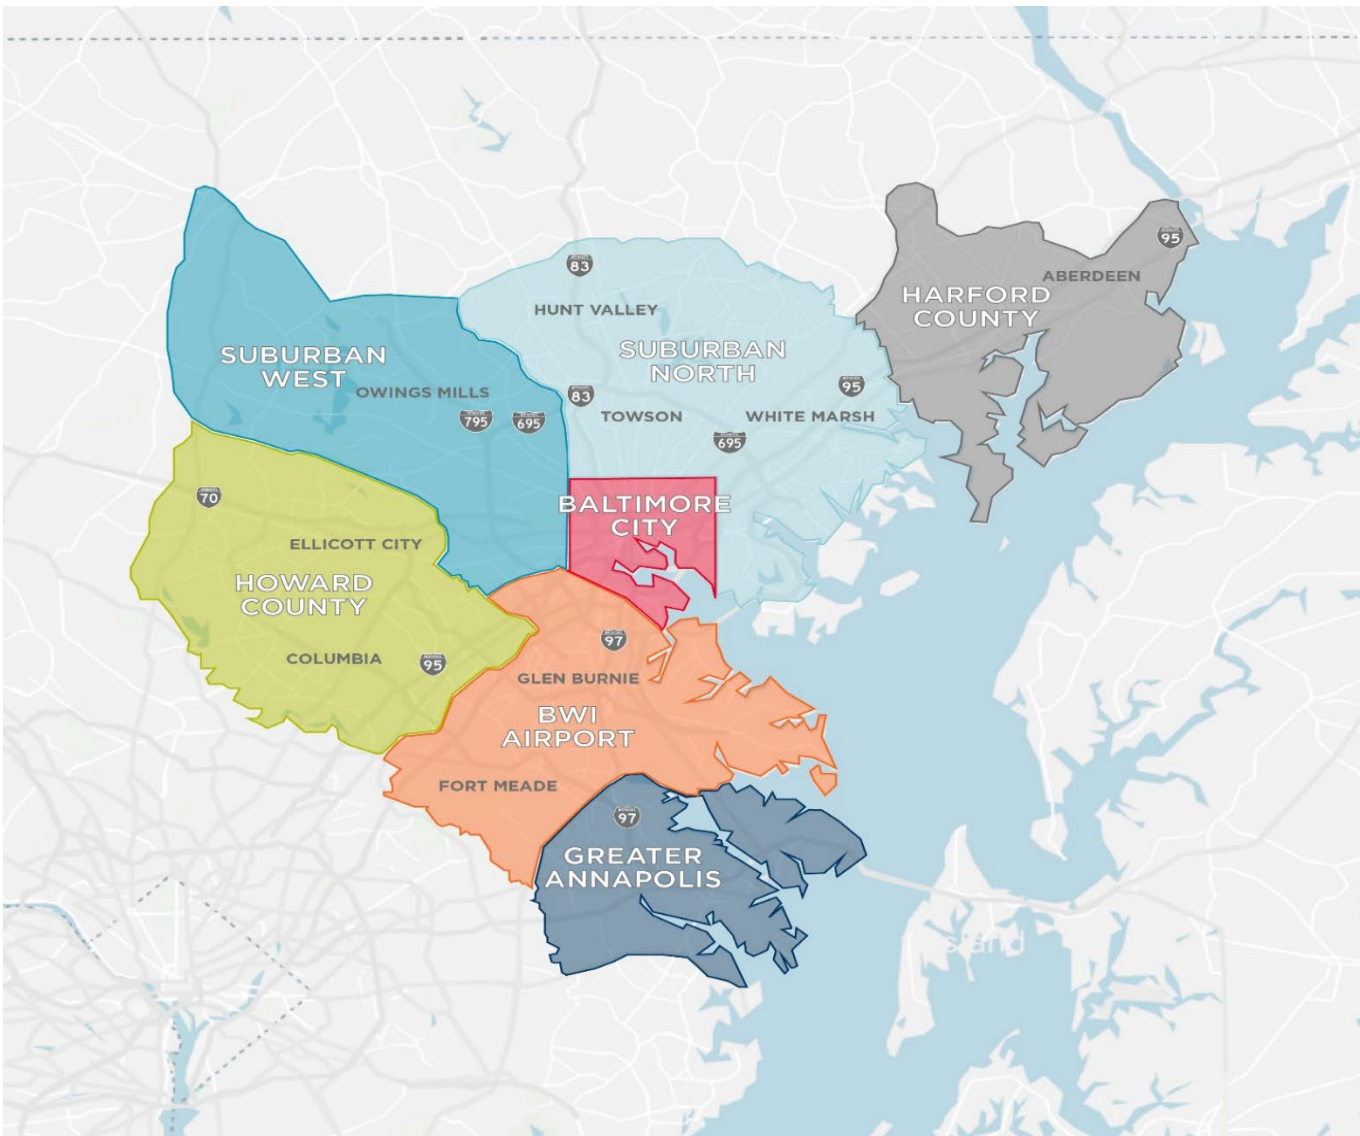 83
95
ABERDEEN
HARFORD
COUNTY
HUNT VALLEY
SUBURBAN
NORTH
SUBURBAN
WEST
OWINGS MILLS
83
95
795
695
TOWSON
WHITE MARSH
695
70
BALTIMORE
CITY
ELLICOTT CITY
HOWARD
COUNTY
97
COLUMBIA
95
GLEN BURNIE
BWI
AIRPORT
FORT MEADE
97
GREATER
ANNAPOLIS